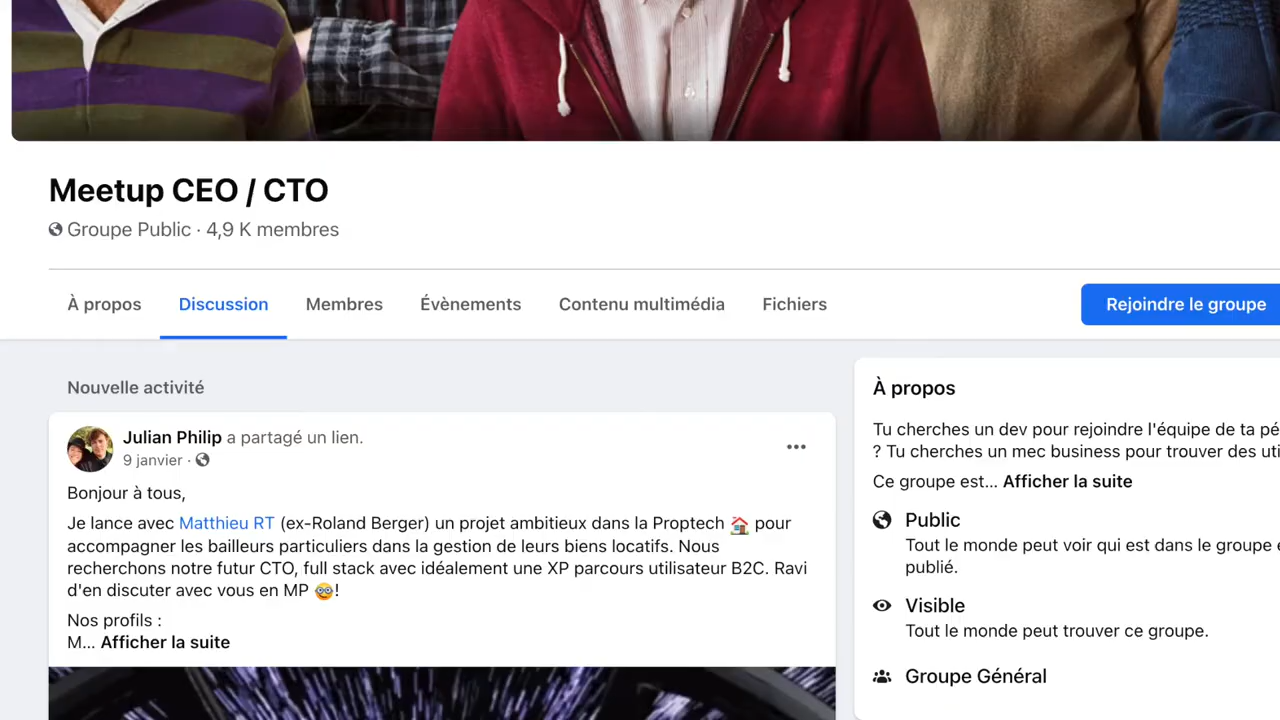 Meetup CEO / CTO
Groupe Public · 4,9 K membres
À propos
Discussion
Membres
Évènements
Contenu multimédia
Fichiers
Rejoindre le groupe
Nouvelle activité
Julian Philip a partagé un lien.
9 janvier ·
Bonjour à tous,
Je lance avec Matthieu RT (ex-Roland Berger) un projet ambitieux dans la Proptech 🏠 pour
accompagner les bailleurs particuliers dans la gestion de leurs biens locatifs. Nous
recherchons notre futur CTO, full stack avec idéalement une XP parcours utilisateur B2C. Ravi
d'en discuter avec vous en MP 🤓!
Nos profils :
M... Afficher la suite
À propos
Tu cherches un dev pour rejoindre l'équipe de ta pé
? Tu cherches un mec business pour trouver des uti
Ce groupe est... Afficher la suite
Public
Tout le monde peut voir qui est dans le groupe e
publié.
Visible
Tout le monde peut trouver ce groupe.
Groupe Général